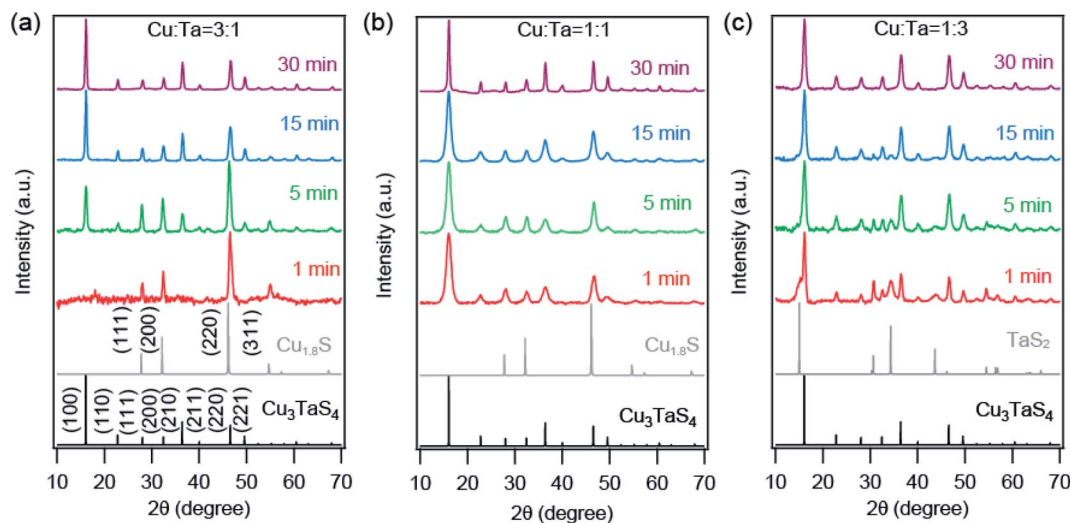 (a)
Cu:Ta=3:1
30 min
15 min
5 min
1 min
(111)
(200)
(220)
(311)
Cu1.8S
(100)
(110)
(111)
(200)
(210)
(211)
(220)
(221)
Cu3TaS4
Intensity (a.u.)
10 20 30 40 50 60 70
2θ (degree)
(b)
Cu:Ta=1:1
30 min
15 min
5 min
1 min
Cu1.8S
Cu3TaS4
Intensity (a.u.)
10 20 30 40 50 60 70
2θ (degree)
(c)
Cu:Ta=1:3
30 min
15 min
5 min
1 min
TaS2
Cu3TaS4
Intensity (a.u.)
10 20 30 40 50 60 70
2θ (degree)